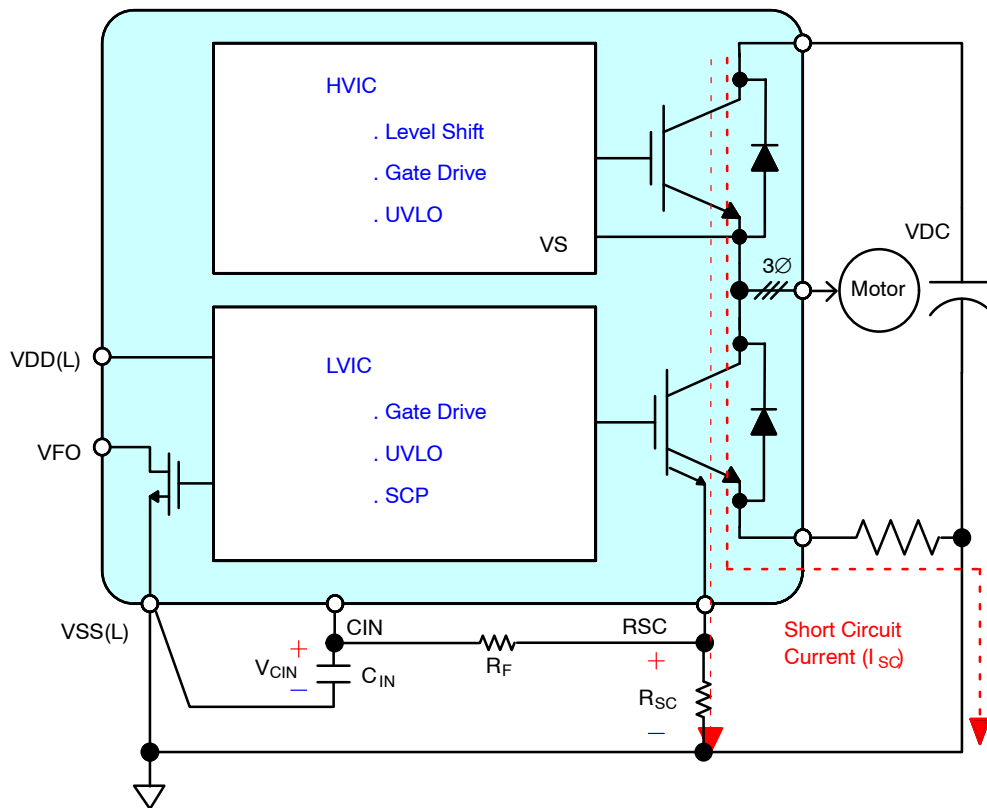 HVIC
. Level Shift
. Gate Drive
. UVLO
VS
VDC
3∅
Motor
VDD(L)
LVIC
. Gate Drive
. UVLO
. SCP
VFO
VSS(L)
CIN
RSC
Short Circuit
Current (I SC)
+
VCIN
−
CIN
RF
+
RSC
−